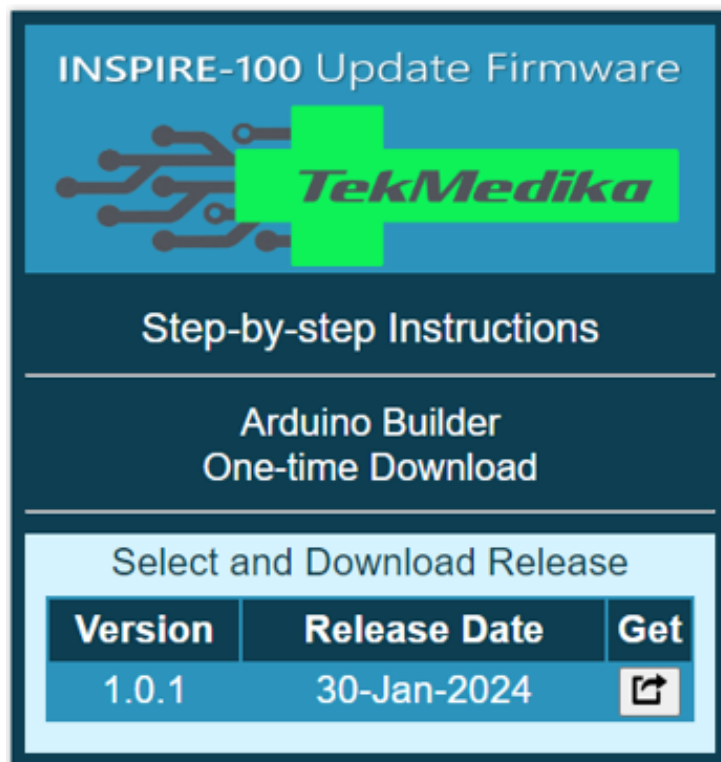 INSPIRE-100 Update Firmware
TekMedika
Step-by-step Instructions
Arduino Builder
One-time Download
Select and Download Release
Version Release Date Get
1.0.1 30-Jan-2024